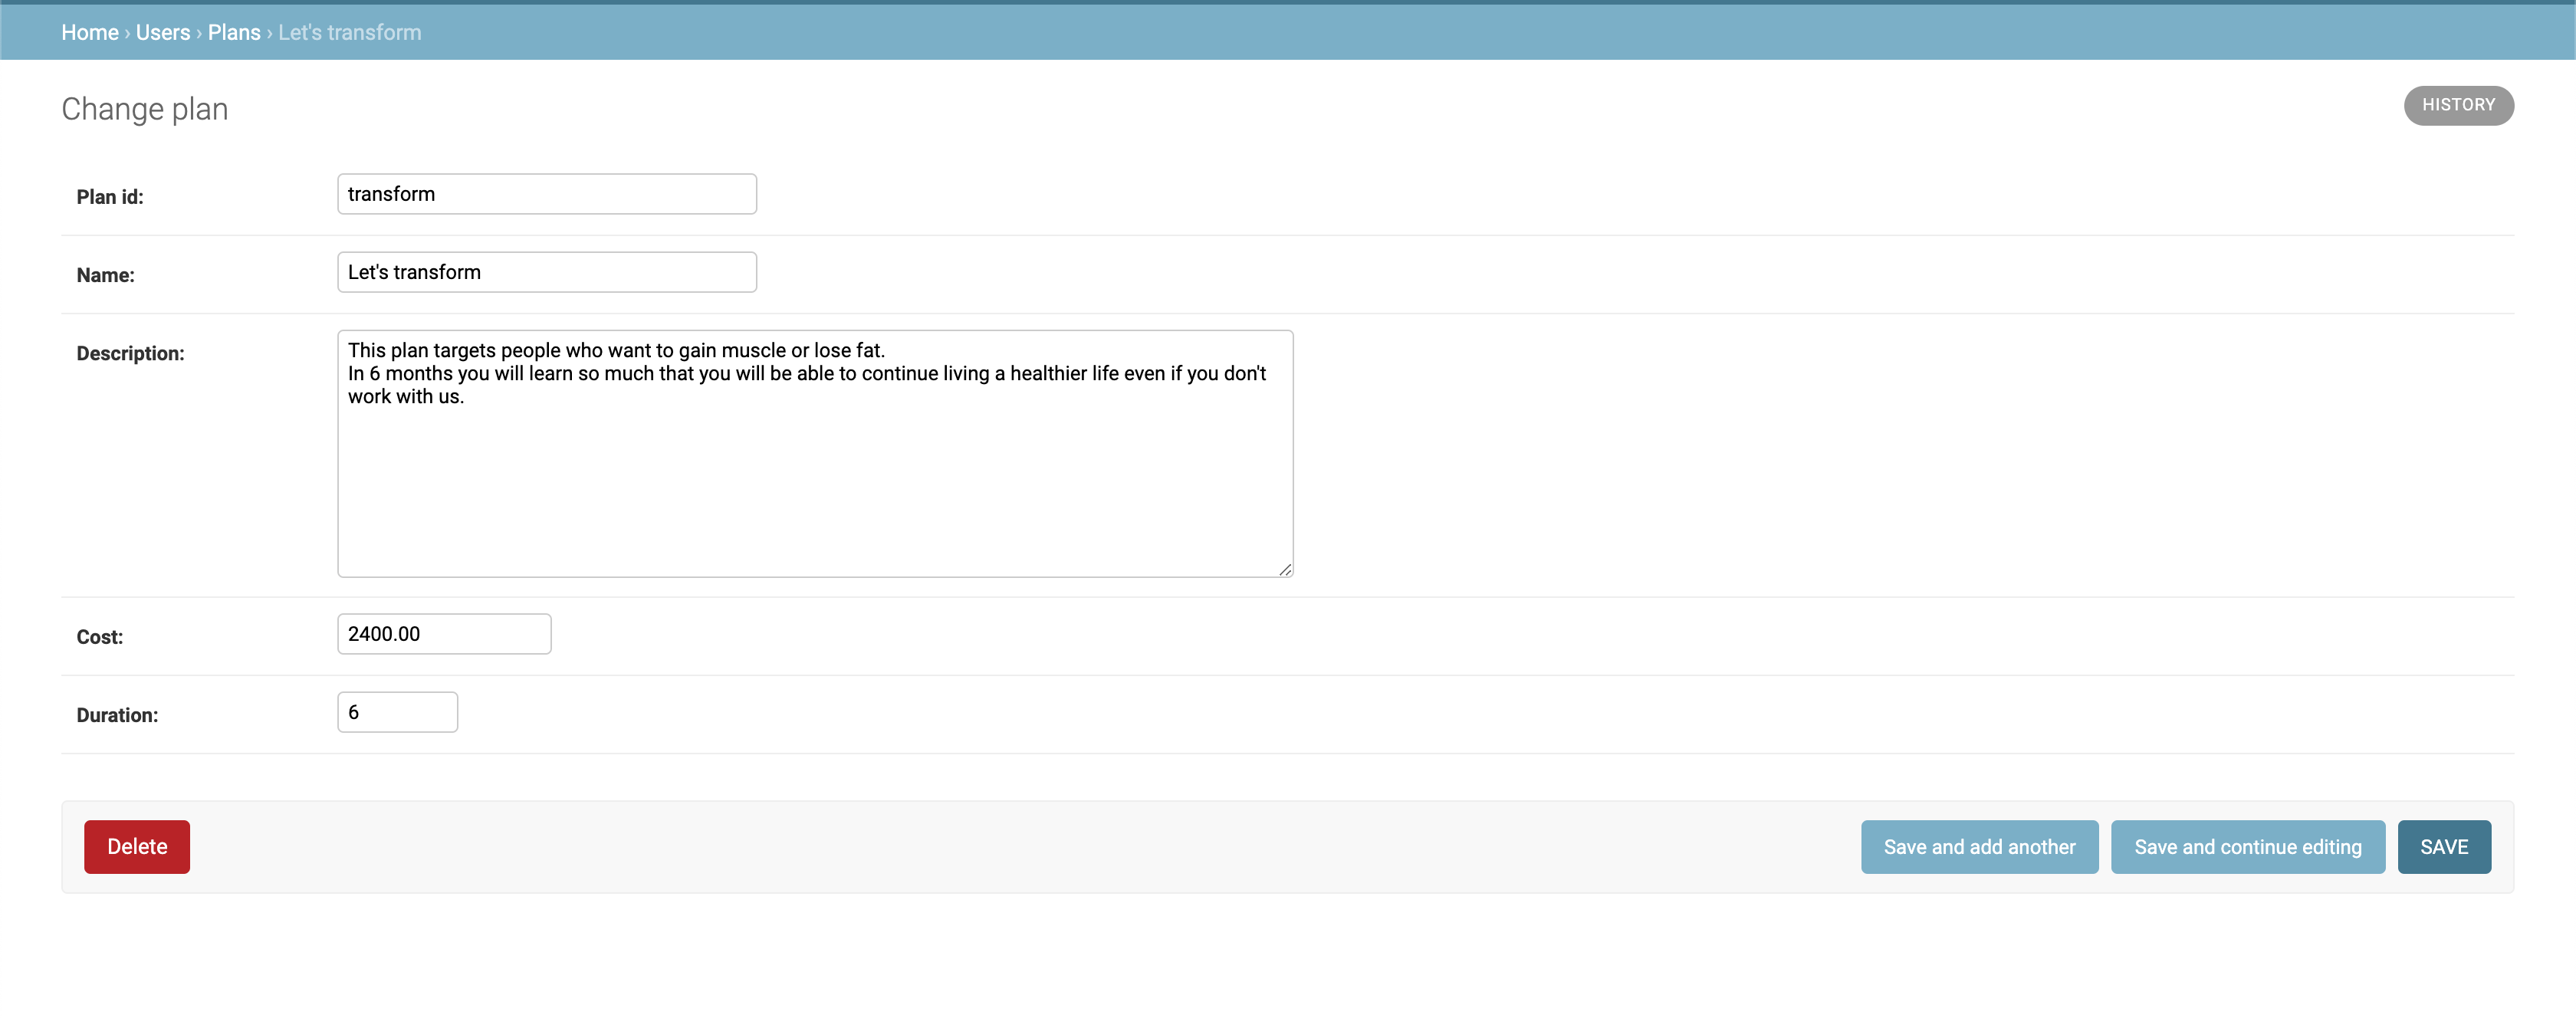 Home › Users › Plans › Let's transform
Change plan
HISTORY
Plan id:
transform
Name:
Let's transform
Description:
This plan targets people who want to gain muscle or lose fat.
In 6 months you will learn so much that you will be able to continue living a healthier life even if you don't
work with us.
Cost:
2400.00
Duration:
6
Delete
Save and add another
Save and continue editing
SAVE